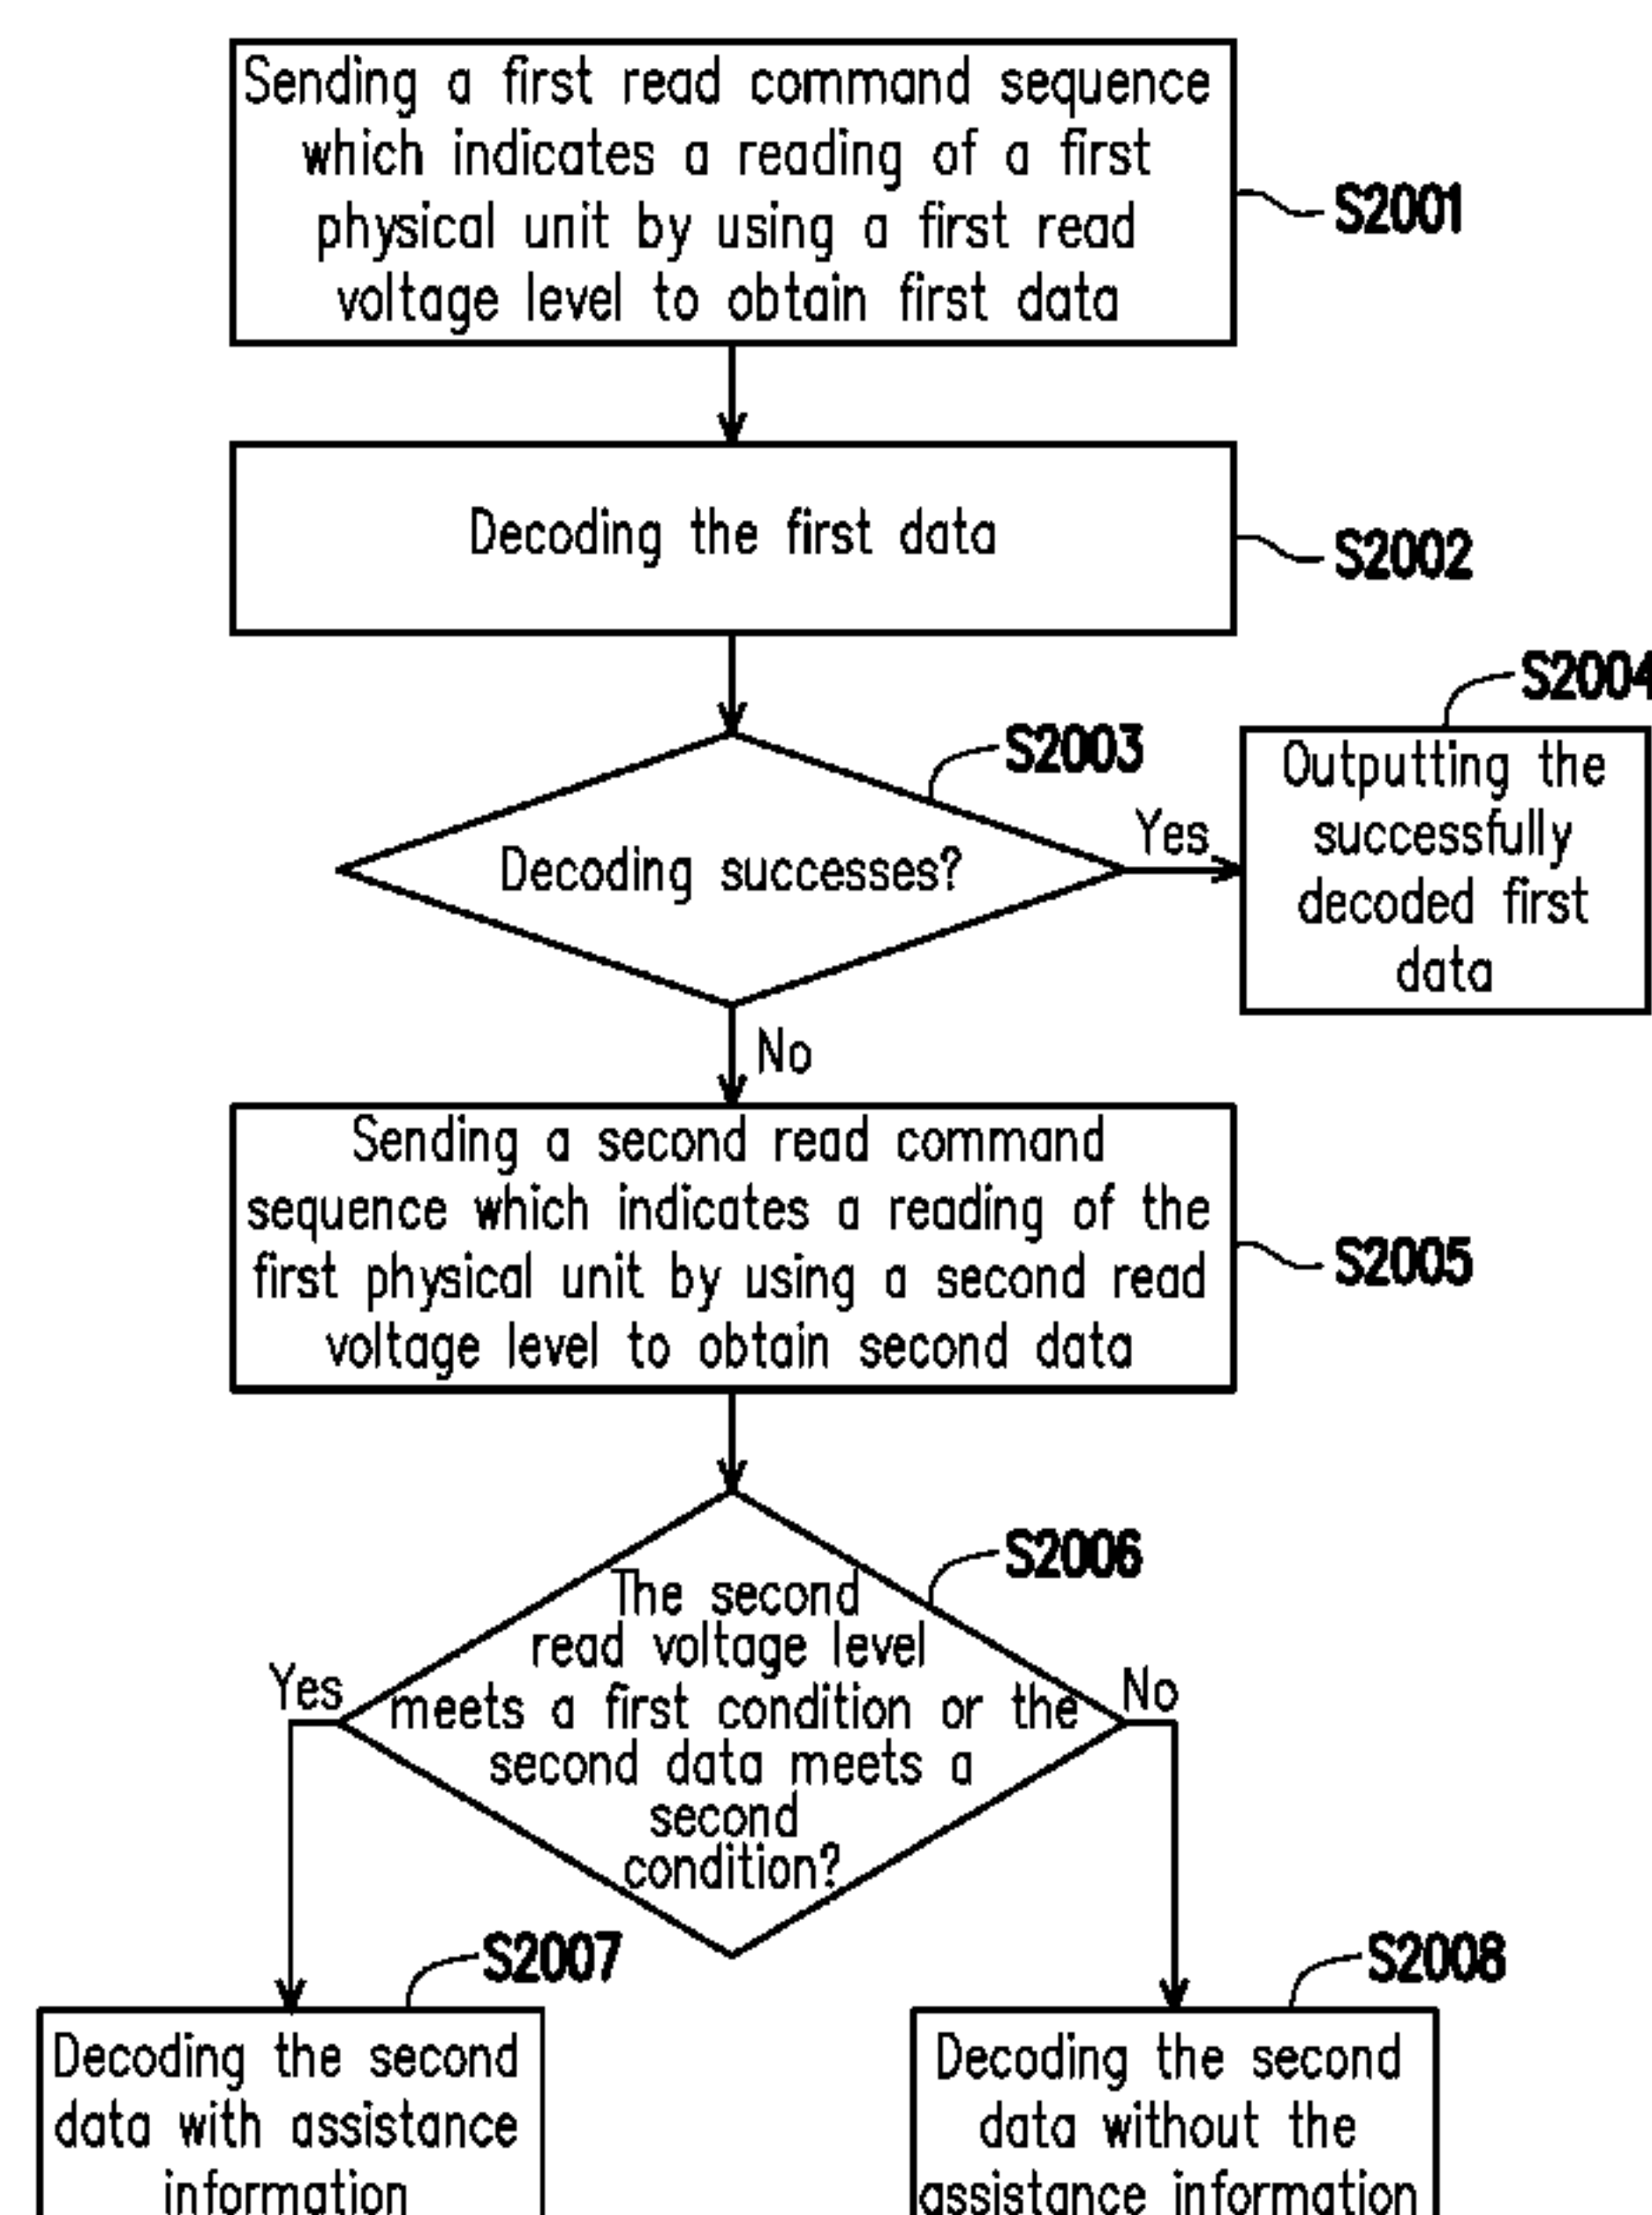 Sending a first read command sequence
which indicates a reading of a first
physical unit by using a first read
voltage level to obtain first data
S2001
Decoding the first data
S2002
S2003
Decoding successes?
Yes
S2004
Outputting the
successfully
decoded first
data
No
Sending a second read command
sequence which indicates a reading of the
first physical unit by using a second read
voltage level to obtain second data
S2005
S2006
The second
read voltage level
meets a first condition or the
second data meets a
second
condition?
Yes
No
S2007
Decoding the second
data with assistance
information
S2008
Decoding the second
data without the
assistance information